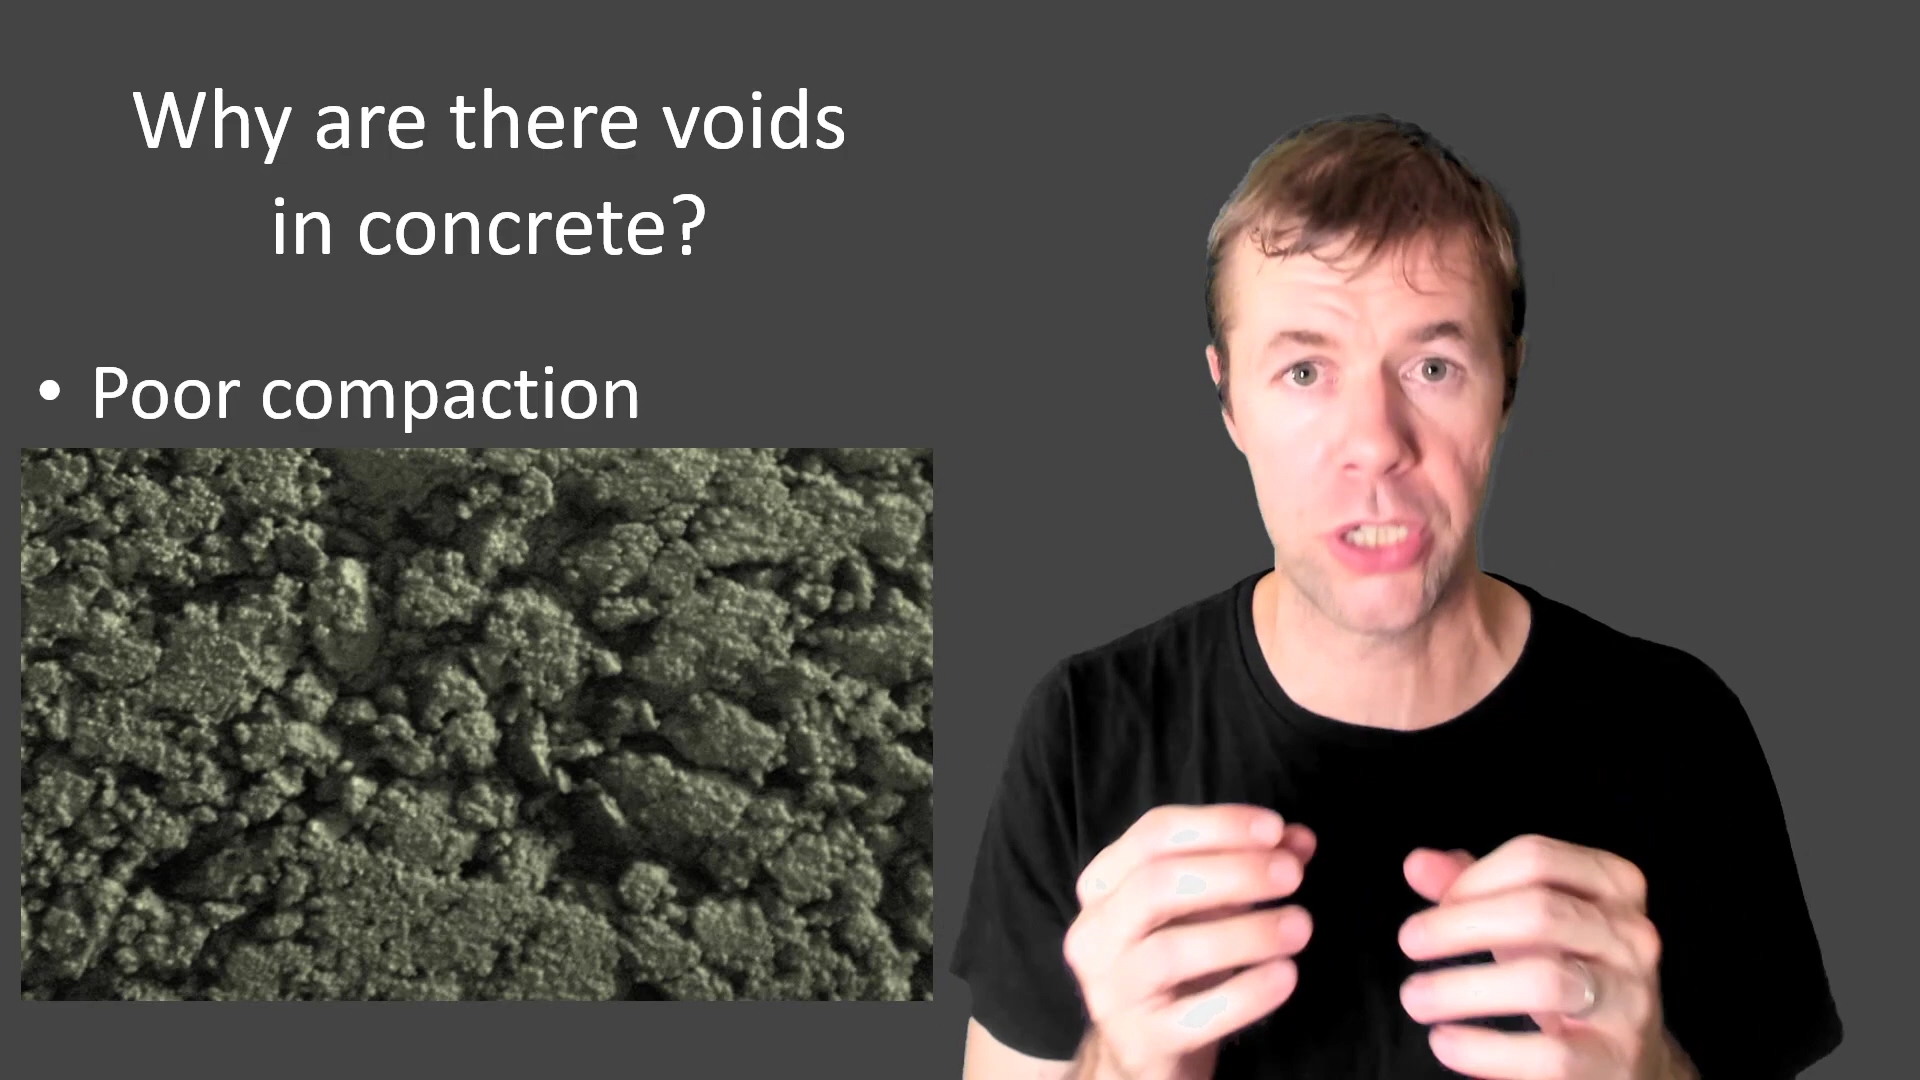 Why are there voids
in concrete?
• Poor compaction